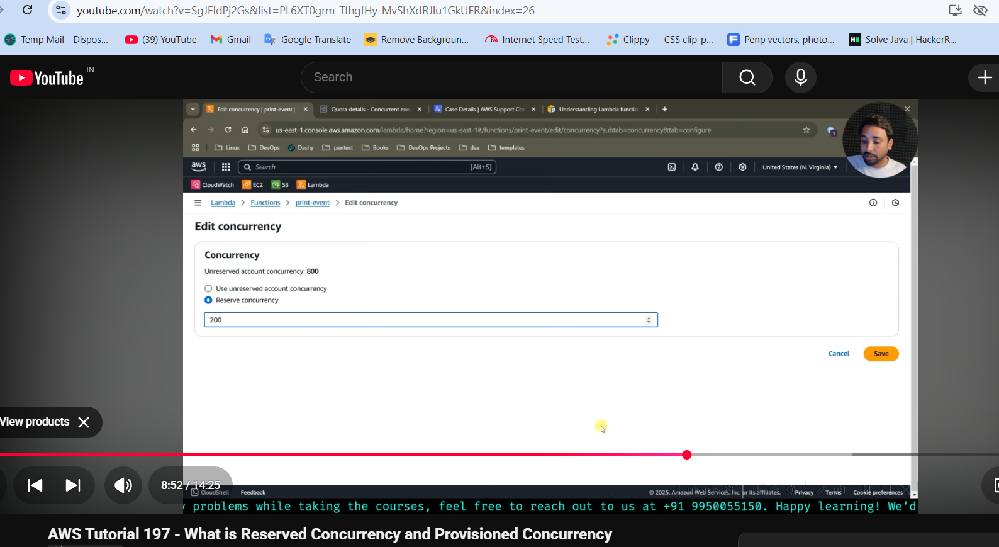 youtube.com/watch?v=SgJFIdPj2Gs&list=PL6XT0grm_TfhgfHy-MvShXdRJlu1GkUFR&index=26
Temp Mail - Dispos... (39) YouTube Gmail Google Translate Remove Backgroun... Internet Speed Test... Clippy — CSS clip-p... Penp vectors, photo... Solve Java | HackerR...
YouTube IN
Search
Edit concurrency | print-event | Quota details - Concurrent exe Case Details | AWS Support Co Understanding Lambda functio
us-east-1.console.aws.amazon.com/lambda/home?region=us-east-1#/functions/print-event/edit/concurrency?subtab=concurrency&tab=configure
Linux DevOps Dashy pentest Books DevOps Projects dsa templates
aws Search [Alt+S] United States (N. Virginia)
CloudWatch EC2 S3 Lambda
Lambda > Functions > print-event > Edit concurrency
Edit concurrency
Concurrency
Unreserved account concurrency: 800
Use unreserved account concurrency
Reserve concurrency
200
Cancel Save
View products
8:52 / 14:25
CloudShell Feedback © 2025, Amazon Web Services, Inc. or its affiliates. Privacy Terms Cookie preferences
problems while taking the courses, feel free to reach out to us at +91 9950055150. Happy learning! We'd
AWS Tutorial 197 - What is Reserved Concurrency and Provisioned Concurrency